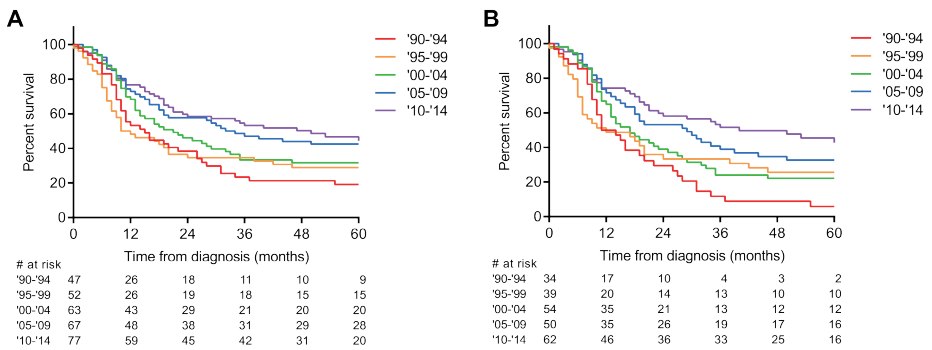 A
Percent survival
100
80
60
40
20
0
0 12 24 36 48 60
Time from diagnosis (months)
'90-'94
'95-'99
'00-'04
'05-'09
'10-'14
# at risk
'90-'94 47 26 18 11 10 9
'95-'99 52 26 19 18 15 15
'00-'04 63 43 29 21 20 20
'05-'09 67 48 38 31 29 28
'10-'14 77 59 45 42 31 20
B
Percent survival
100
80
60
40
20
0
0 12 24 36 48 60
Time from diagnosis (months)
'90-'94
'95-'99
'00-'04
'05-'09
'10-'14
# at risk
'90-'94 34 17 10 4 3 2
'95-'99 39 20 14 13 10 10
'00-'04 54 35 21 13 12 12
'05-'09 50 35 26 19 17 16
'10-'14 62 46 36 33 25 16